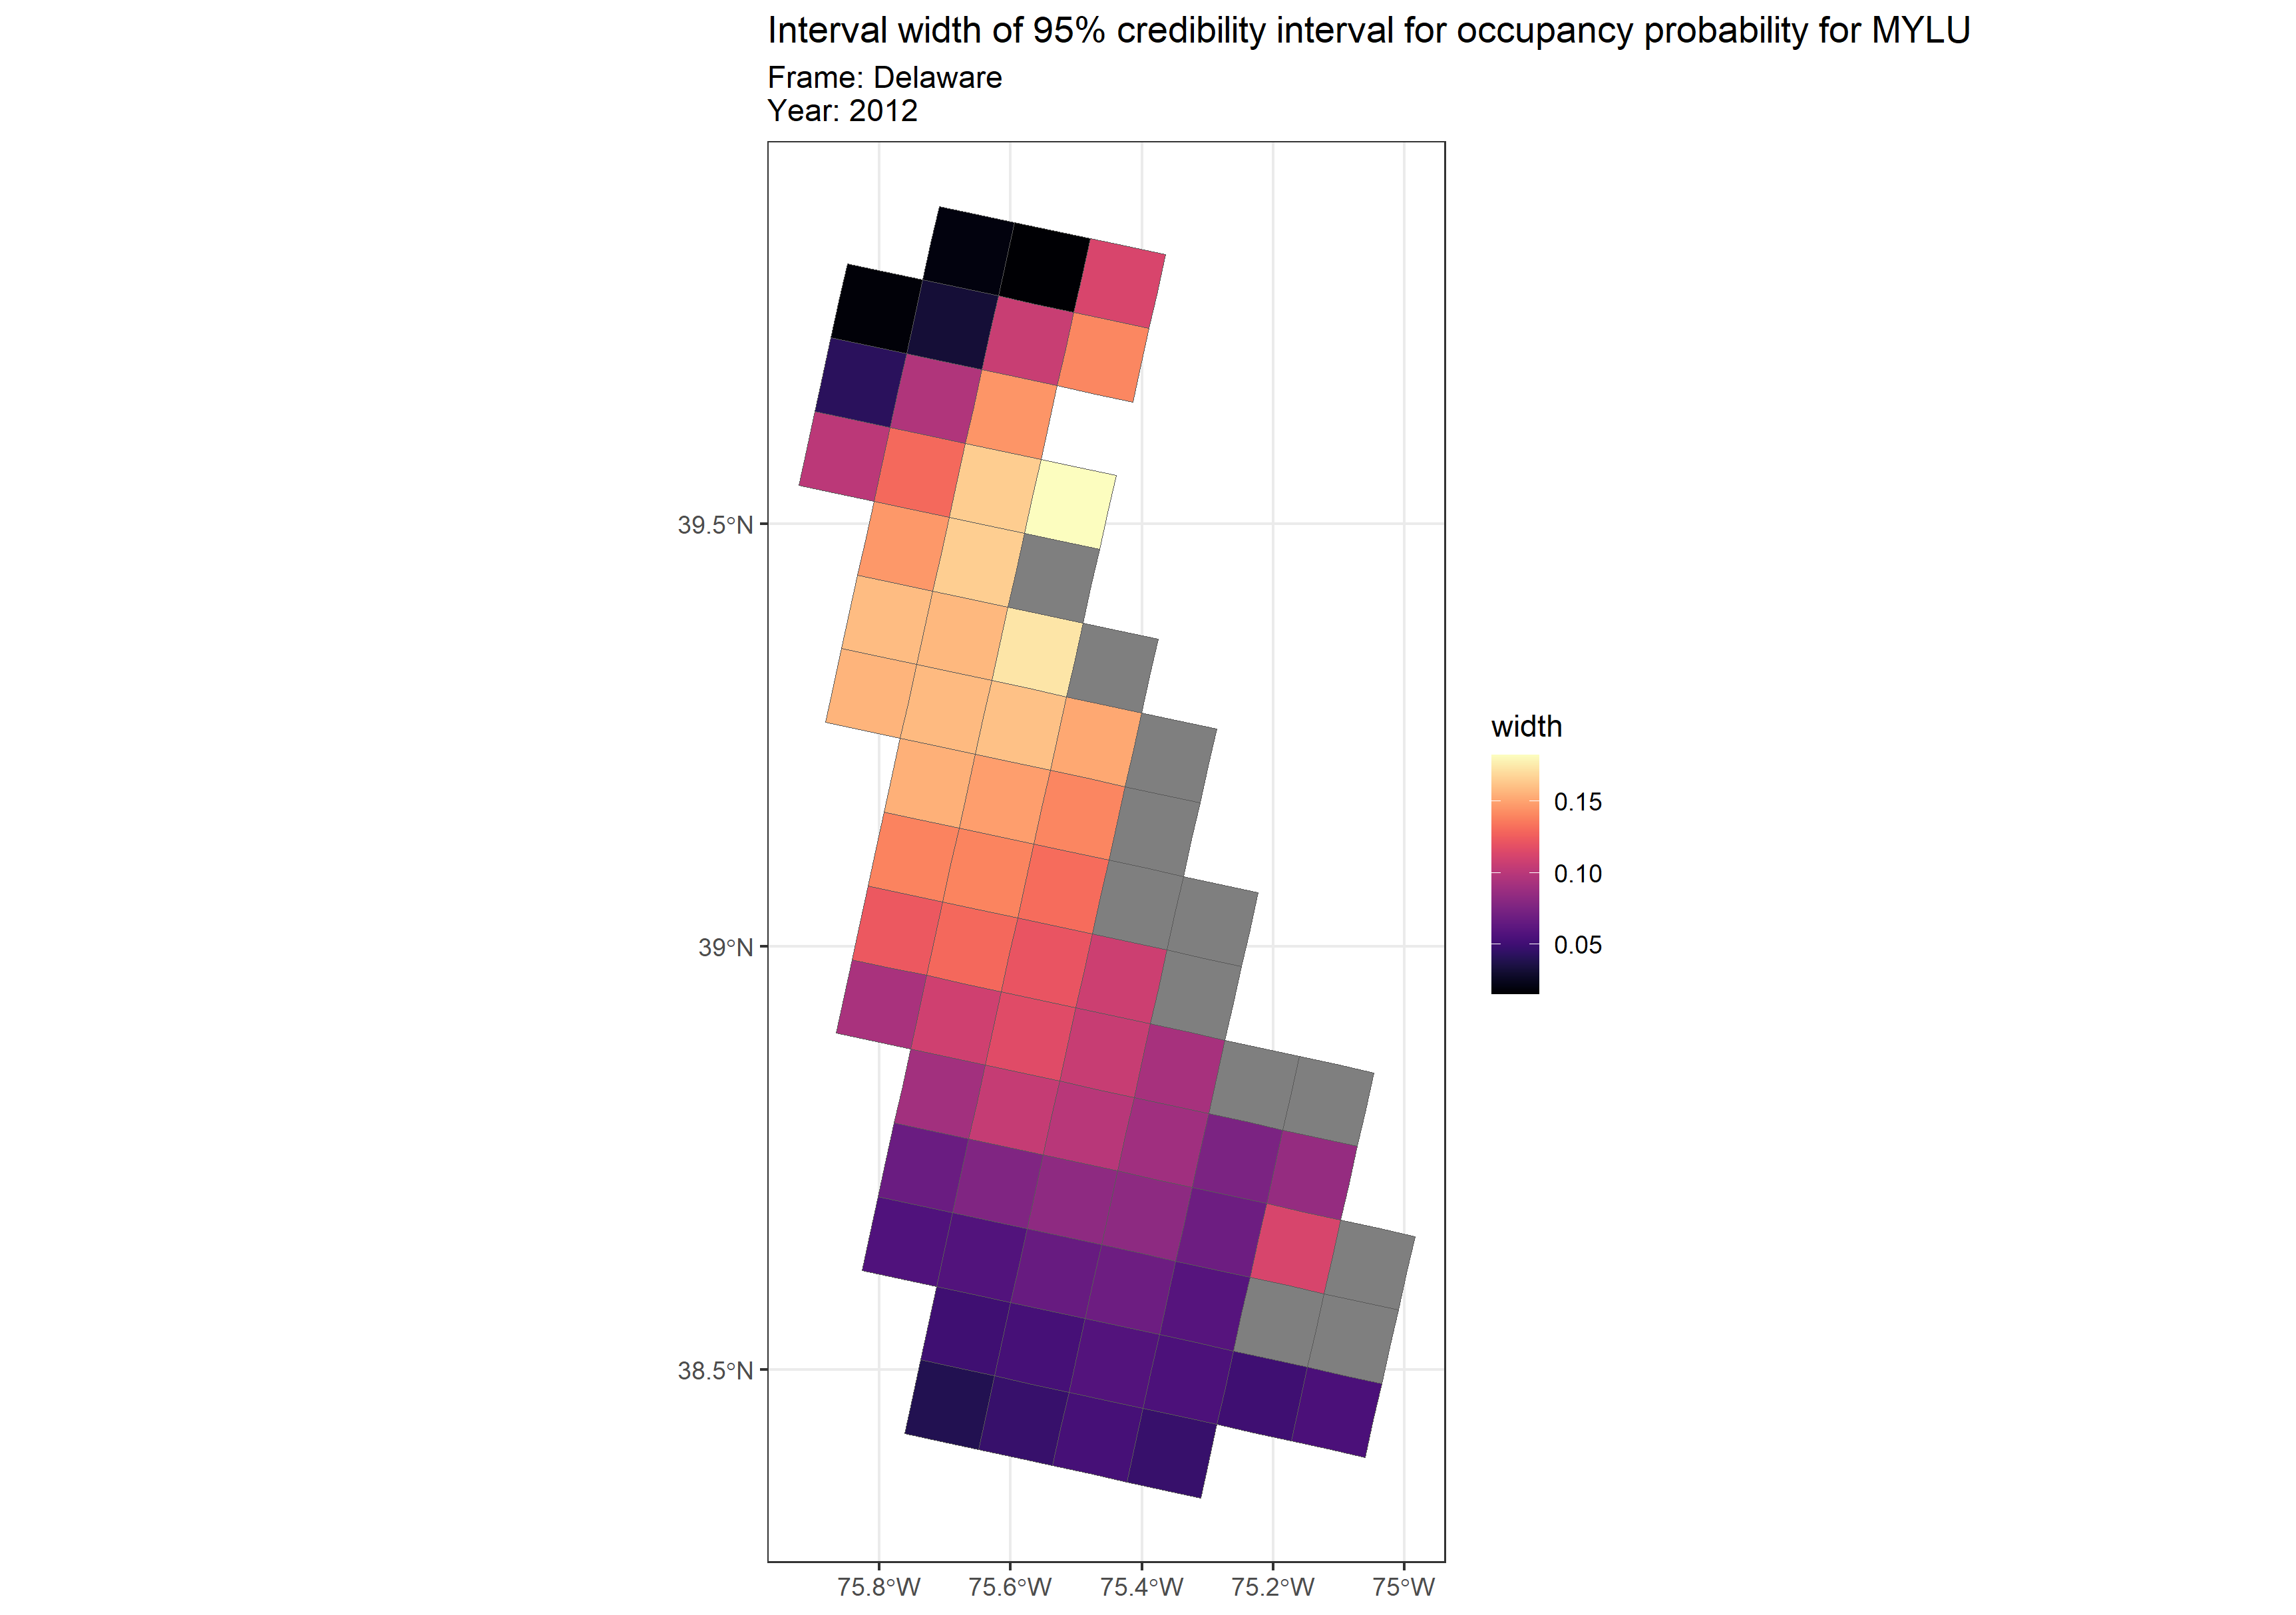 Interval width of 95% credibility interval for occupancy probability for MYLU
Frame: Delaware
Year: 2012
39.5°N
39°N
38.5°N
75.8°W
75.6°W
75.4°W
75.2°W
75°W
width
0.15
0.10
0.05